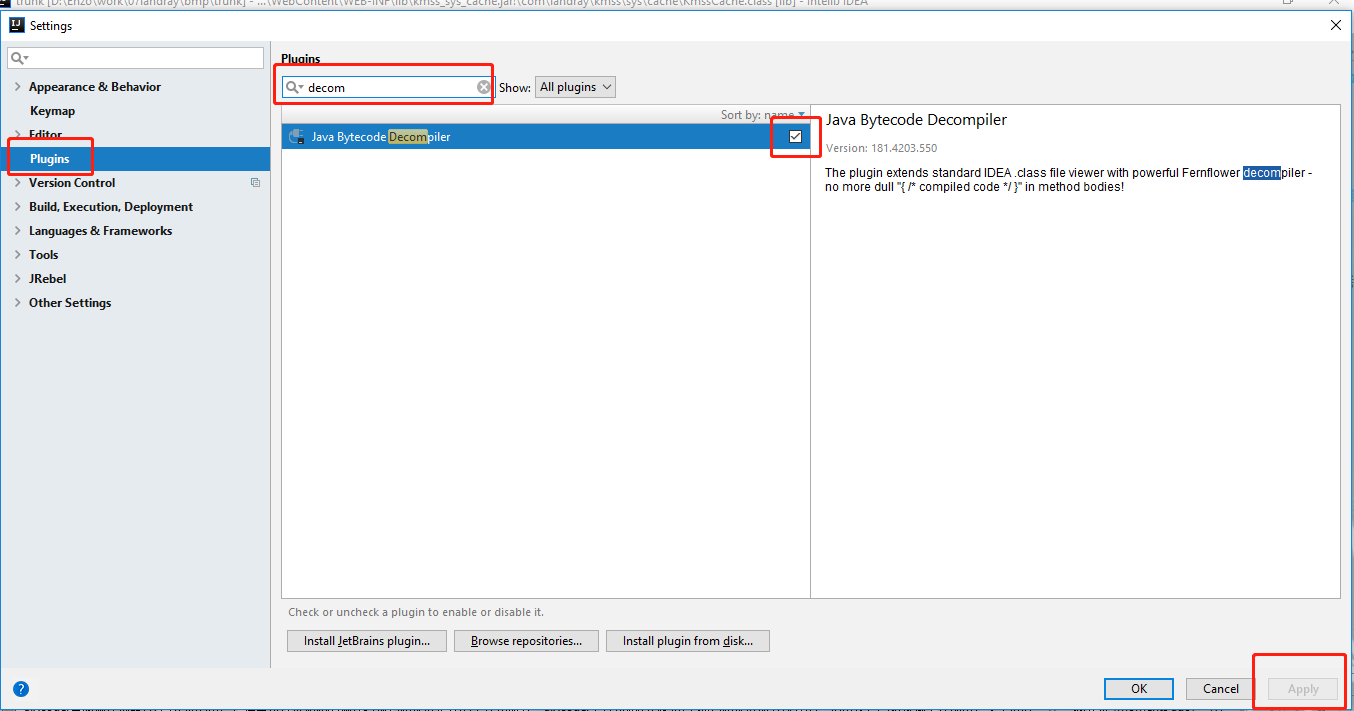 trunk [D:\Enzo\work\07landray\bmp\trunk] - ...\WebContent\WEB-INF\lib\kmss_sys_cache.jar!\com\landray\kmss\sys\cache\KmssCache.class [lib] - IntelliJ IDEA
IJ Settings
Plugins
decom Show: All plugins
Appearance & Behavior
Keymap
Editor
Plugins
Version Control
Build, Execution, Deployment
Languages & Frameworks
Tools
JRebel
Other Settings
Sort by: name
Java Bytecode Decompiler
Java Bytecode Decompiler
Version: 181.4203.550
The plugin extends standard IDEA .class file viewer with powerful Fernflower decompiler -
no more dull "{ /* compiled code */ }" in method bodies!
Check or uncheck a plugin to enable or disable it.
Install JetBrains plugin... Browse repositories... Install plugin from disk...
? OK Cancel Apply